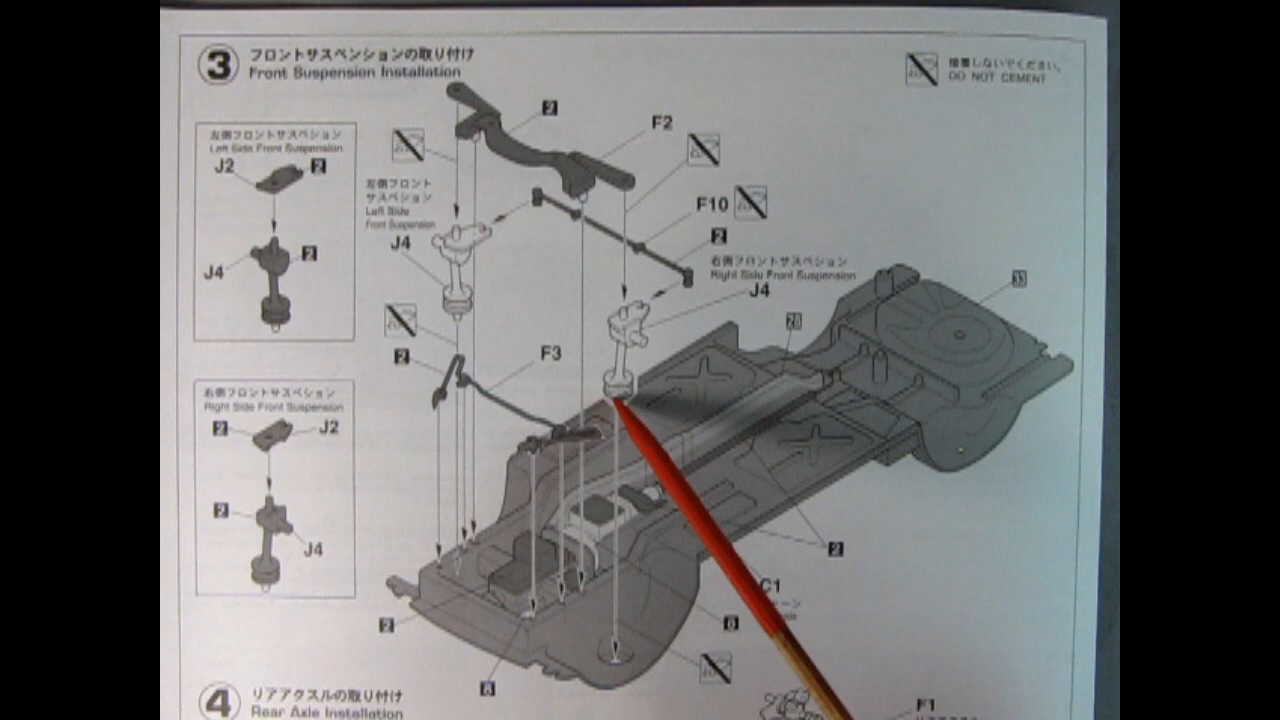 3
フロントサスペンションの取り付け
Front Suspension Installation
接着しないでください。
DO NOT CEMENT
左側フロントサスペション
Left Side Front Suspension
J2
2
J4
2
右側フロントサスペション
Right Side Front Suspension
2
J2
2
J4
2
F2
左側フロント
サスペション
Left Side
Front Suspension
J4
F10
2
右側フロントサスペション
Right Side Front Suspension
J4
33
28
2
F3
2
C1
2
8
4
リアアクスルの取り付け
Rear Axle Installation
F1